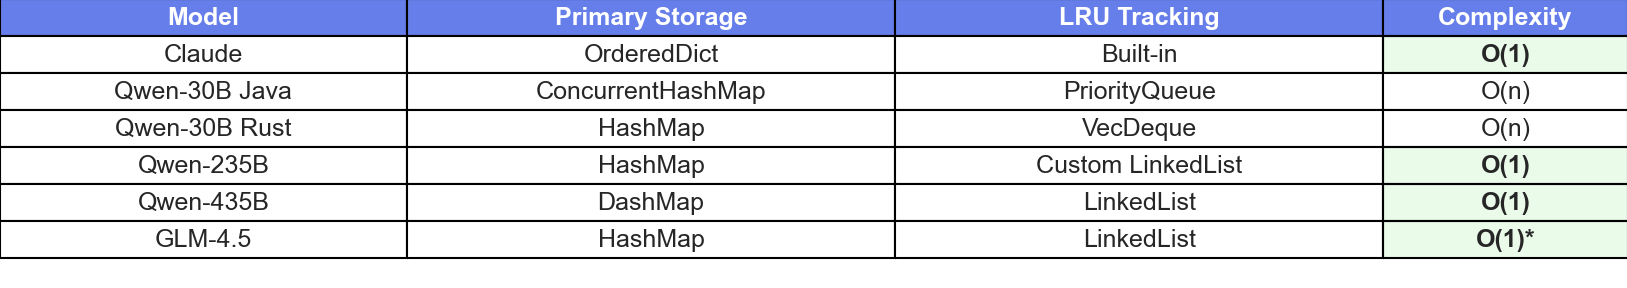 Model Primary Storage LRU Tracking Complexity
Claude OrderedDict Built-in O(1)
Qwen-30B Java ConcurrentHashMap PriorityQueue O(n)
Qwen-30B Rust HashMap VecDeque O(n)
Qwen-235B HashMap Custom LinkedList O(1)
Qwen-435B DashMap LinkedList O(1)
GLM-4.5 HashMap LinkedList O(1)*